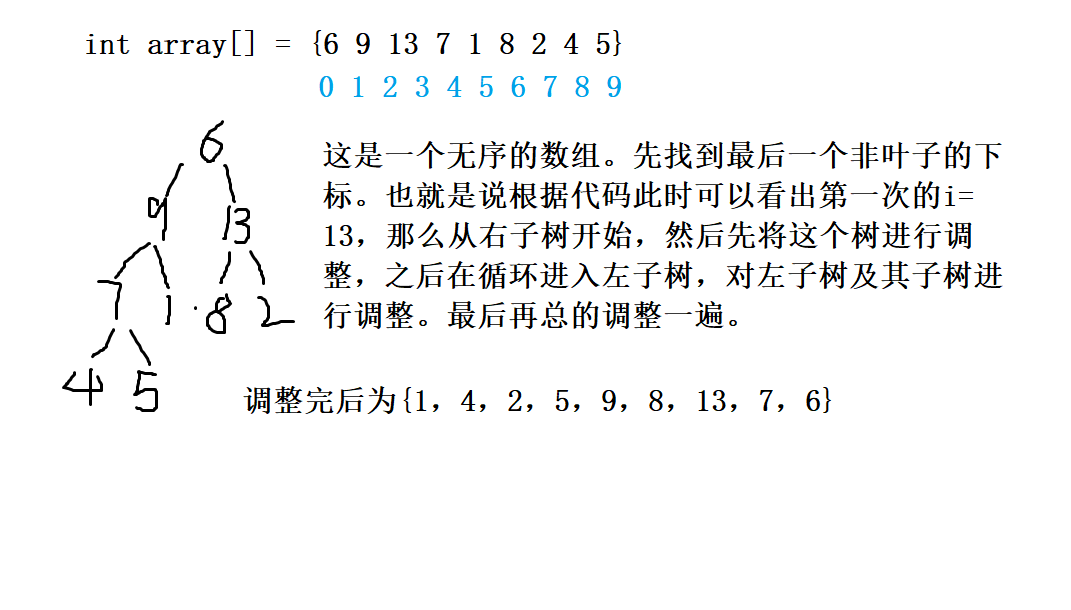 int array[] = {6 9 13 7 1 8 2 4 5}
0 1 2 3 4 5 6 7 8 9
6
这是一个无序的数组。先找到最后一个非叶子的下
标。也就是说根据代码此时可以看出第一次的i=
9 13
13，那么从右子树开始，然后先将这个树进行调
整，之后在循环进入左子树，对左子树及其子树进
7 1 8 2
行调整。最后再总的调整一遍。
4 5
调整完后为{1，4，2，5，9，8，13，7，6}